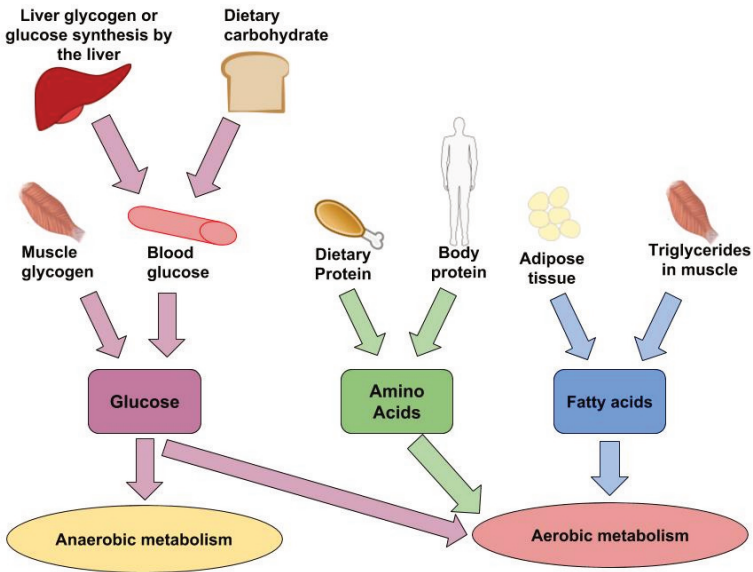 Liver glycogen or
glucose synthesis by
the liver
Dietary
carbohydrate
Muscle
glycogen
Blood
glucose
Dietary
Protein
Body
protein
Adipose
tissue
Triglycerides
in muscle
Glucose
Amino
Acids
Fatty acids
Anaerobic metabolism
Aerobic metabolism